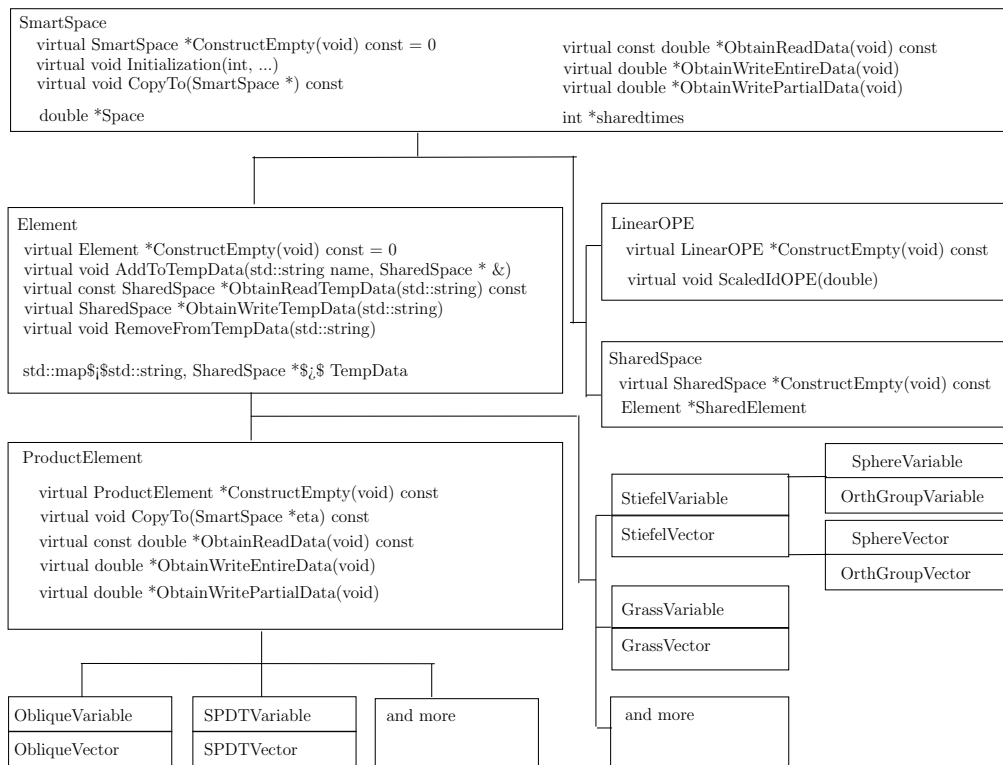 SmartSpace
virtual SmartSpace *ConstructEmpty(void) const = 0
virtual void Initialization(int, ...)
virtual void CopyTo(SmartSpace *) const
double *Space
virtual const double *ObtainReadData(void) const
virtual double *ObtainWriteEntireData(void)
virtual double *ObtainWritePartialData(void)
int *sharedtimes
Element
virtual Element *ConstructEmpty(void) const = 0
virtual void AddToTempData(std::string name, SharedSpace * &)
virtual const SharedSpace *ObtainReadTempData(std::string) const
virtual SharedSpace *ObtainWriteTempData(std::string)
virtual void RemoveFromTempData(std::string)
std::map$¡$std::string, SharedSpace *$¿$ TempData
LinearOPE
virtual LinearOPE *ConstructEmpty(void) const
virtual void ScaledIdOPE(double)
SharedSpace
virtual SharedSpace *ConstructEmpty(void) const
Element *SharedElement
ProductElement
virtual ProductElement *ConstructEmpty(void) const
virtual void CopyTo(SmartSpace *eta) const
virtual const double *ObtainReadData(void) const
virtual double *ObtainWriteEntireData(void)
virtual double *ObtainWritePartialData(void)
StiefelVariable
StiefelVector
SphereVariable
OrthGroupVariable
SphereVector
OrthGroupVector
GrassVariable
GrassVector
and more
ObliqueVariable
ObliqueVector
SPDTVariable
SPDTVector
and more